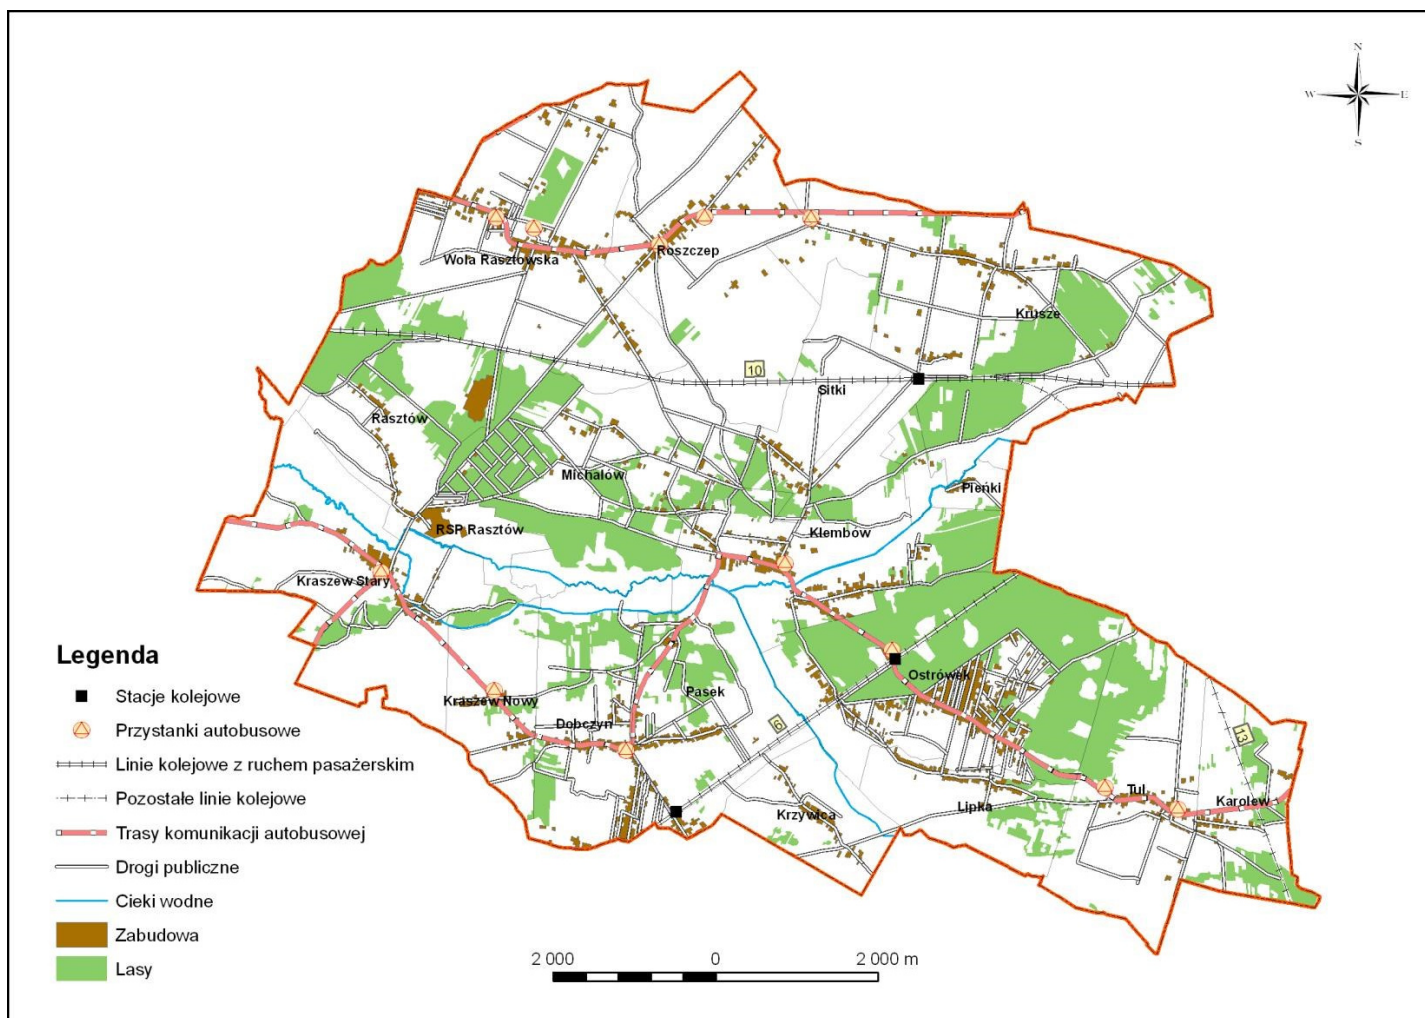 N
W
E
S
Wola Rasztowska
Roszczep
Krusze
10
Sitki
Rasztów
Michałów
Pieńki
RSP Rasztów
Klembów
Kraszew Stary
Ostrówek
Pasek
Kraszew Nowy
Dobczyn
6
13
Tul
Karolew
Lipka
Krzywica
Legenda
Stacje kolejowe
Przystanki autobusowe
Linie kolejowe z ruchem pasażerskim
Pozostałe linie kolejowe
Trasy komunikacji autobusowej
Drogi publiczne
Cieki wodne
Zabudowa
Lasy
2 000
0
2 000 m